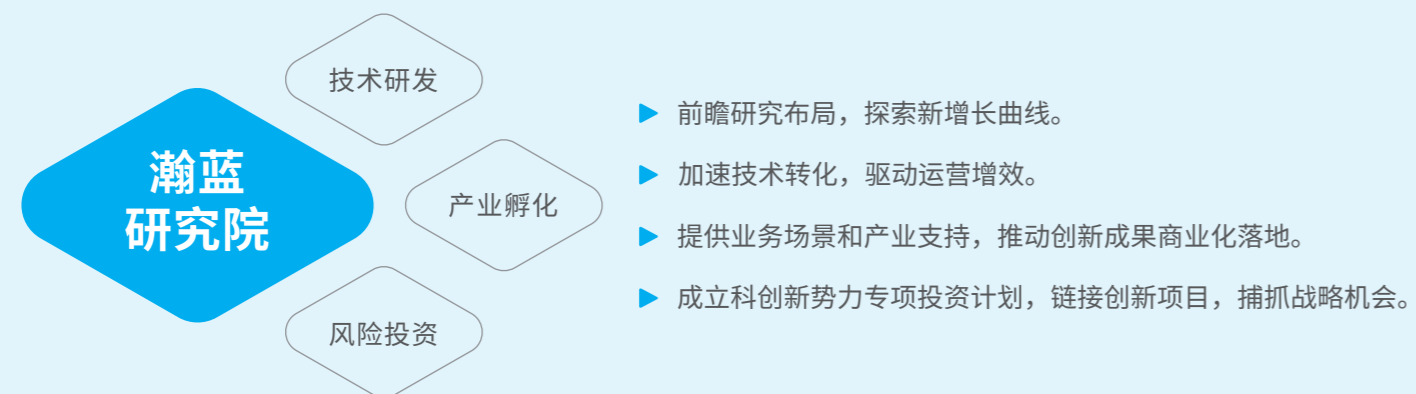 技术研发
瀚蓝
研究院
产业孵化
风险投资
前瞻研究布局，探索新增长曲线。
加速技术转化，驱动运营增效。
提供业务场景和产业支持，推动创新成果商业化落地。
成立科创新势力专项投资计划，链接创新项目，捕抓战略机会。